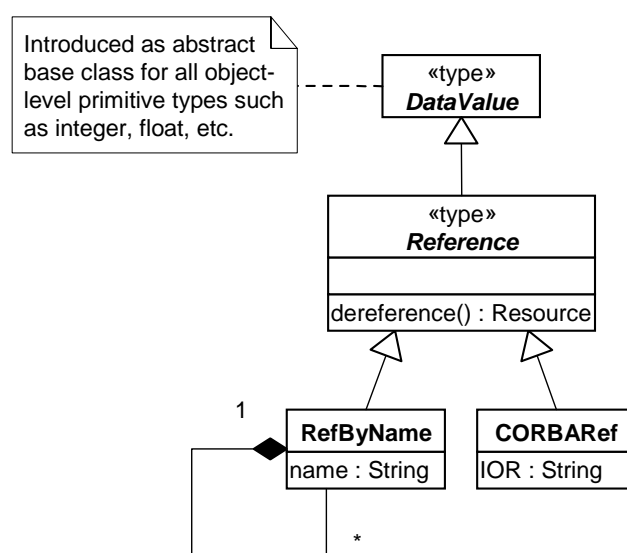 Introduced as abstract
base class for all object-
level primitive types such
as integer, float, etc.
«type»
DataValue
«type»
Reference
dereference() : Resource
1
RefByName
name : String
CORBARef
IOR : String
*